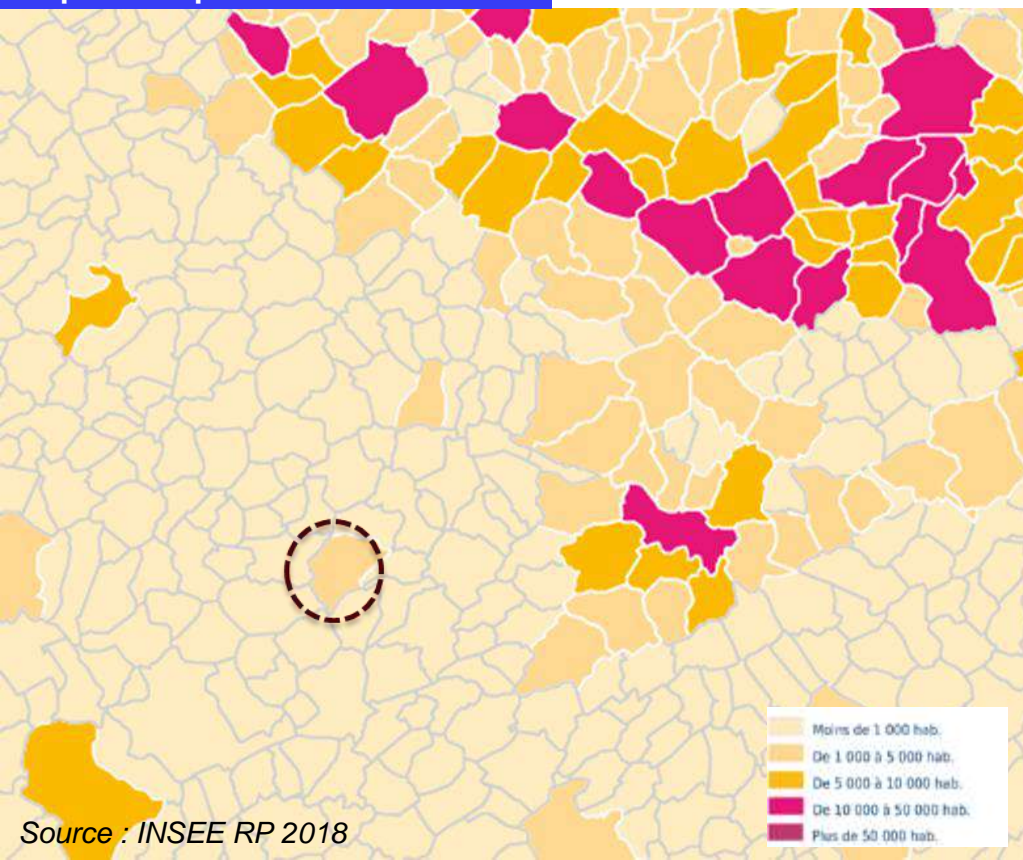 Moins de 1 000 hab.
De 1 000 à 5 000 hab.
De 5 000 à 10 000 hab.
De 10 000 à 50 000 hab.
Plus de 50 000 hab.
Source : INSEE RP 2018